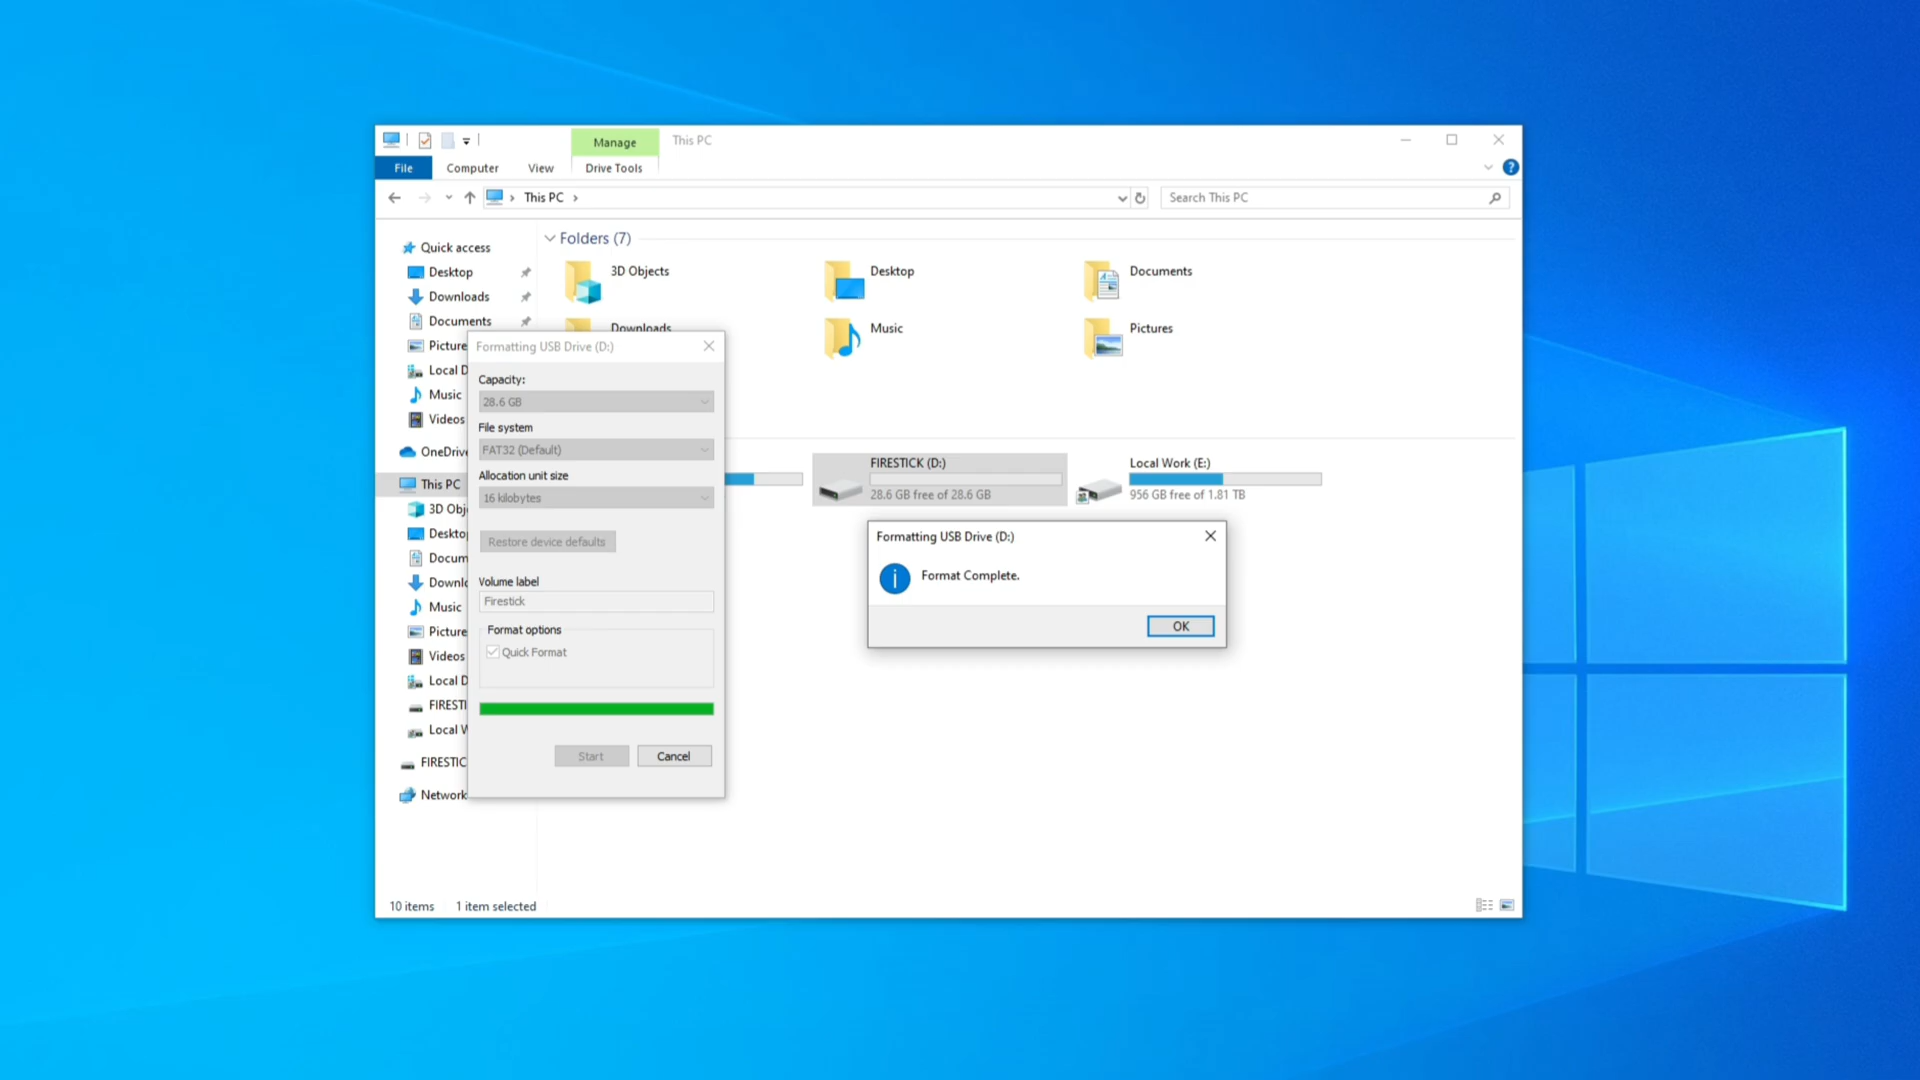 Manage
This PC
File
Computer
View
Drive Tools
?
This PC
Search This PC
Quick access
Desktop
Downloads
Documents
Picture
Local D
Music
Videos
OneDrive
This PC
3D Obj
Desktop
Docum
Downl
Music
Picture
Videos
Local D
FIRESTI
Local W
FIRESTIC
Network
Folders (7)
3D Objects
Desktop
Documents
Downloads
Music
Pictures
FIRESTICK (D:)
28.6 GB free of 28.6 GB
Local Work (E:)
956 GB free of 1.81 TB
Formatting USB Drive (D:)
Capacity:
28.6 GB
File system
FAT32 (Default)
Allocation unit size
16 kilobytes
Restore device defaults
Volume label
Firestick
Format options
Quick Format
Start
Cancel
Formatting USB Drive (D:)
Format Complete.
OK
10 items
1 item selected